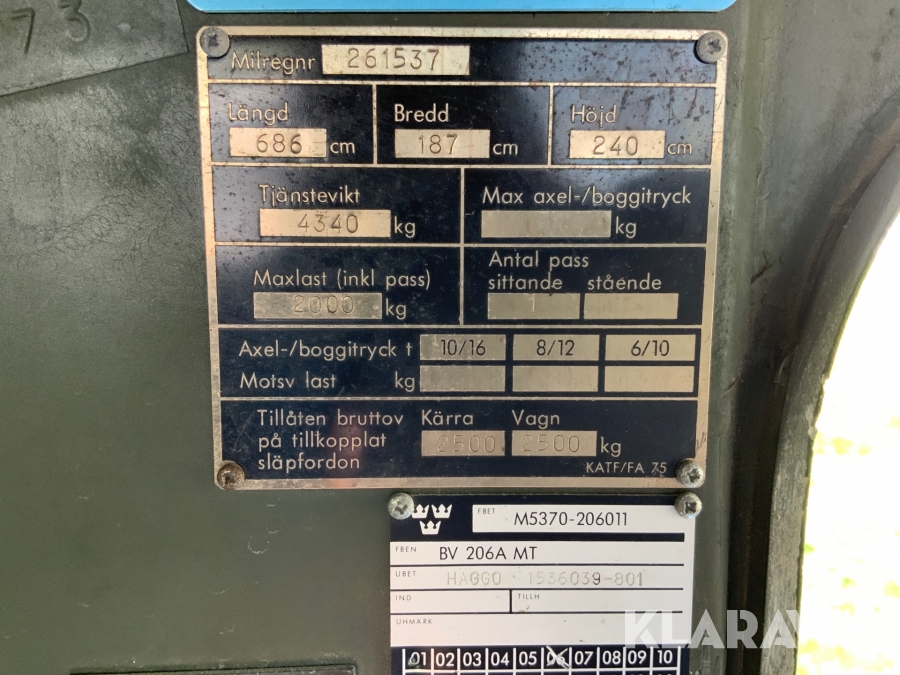 73
Milregnr 261537
Längd Bredd Höjd
686 cm 187 cm 240 cm
Tjänstevikt Max axel-/boggitryck
4340 kg kg
Maxlast (inkl pass) Antal pass
sittande stående
2000 kg 1
Axel-/boggitryck t 10/16 8/12 6/10
Motsv last kg
Tillåten bruttov Kärra Vagn
på tillkopplat 2500 2500 kg
släpfordon KATF/FA 75
FBET M5370-206011
FBEN BV 206A MT
UBET HAGGO 1536039-801
IND TILLH
UHMARK
KLARAV
01 02 03 04 05 06 07 08 09 10